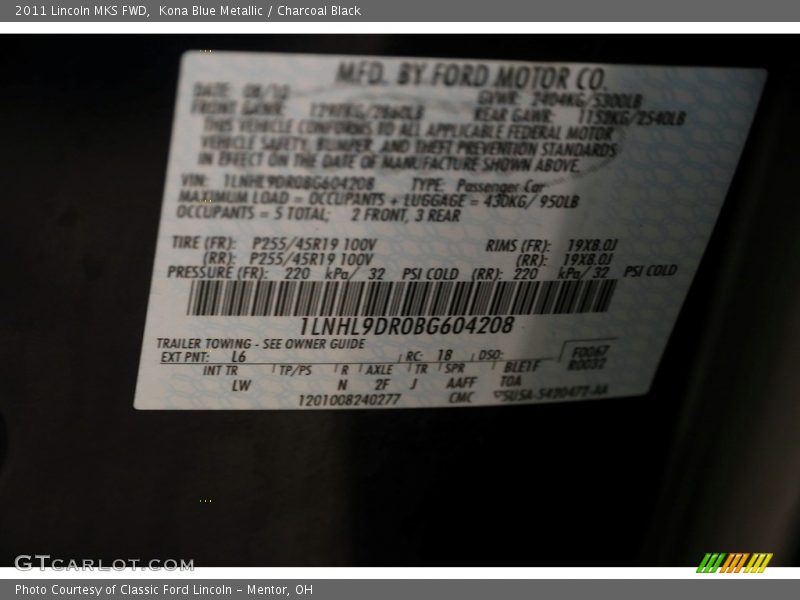 2011 Lincoln MKS FWD, Kona Blue Metallic / Charcoal Black
MFD. BY FORD MOTOR CO.
DATE: 08/10 GVWR: 2404KG/5300LB
FRONT GAWR: 1297KG/2860LB REAR GAWR: 1152KG/2540LB
THIS VEHICLE CONFORMS TO ALL APPLICABLE FEDERAL MOTOR
VEHICLE SAFETY, BUMPER, AND THEFT PREVENTION STANDARDS
IN EFFECT ON THE DATE OF MANUFACTURE SHOWN ABOVE.
VIN: 1LNHL9DR0BG604208 TYPE: Passenger Car
MAXIMUM LOAD = OCCUPANTS + LUGGAGE = 430KG/ 950LB
OCCUPANTS = 5 TOTAL; 2 FRONT, 3 REAR
TIRE (FR): P255/45R19 100V RIMS (FR): 19X8.0J
(RR): P255/45R19 100V (RR): 19X8.0J
PRESSURE (FR): 220 kPa/ 32 PSI COLD (RR): 220 kPa/ 32 PSI COLD
1LNHL9DR0BG604208
TRAILER TOWING - SEE OWNER GUIDE
EXT PNT: L6 RC: 18 DSO: F0067
INT TR TP/PS R AXLE TR SPR BLE1F R0032
LW N 2F J AAFF TOA
1201008240277 CMC 5U5A-5420472-AA
GTCARLOT.COM
Photo Courtesy of Classic Ford Lincoln - Mentor, OH